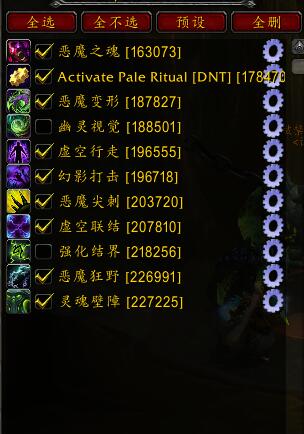 全选 全不选 预设 全删
恶魔之魂 [163073]
Activate Pale Ritual [DNT] [178470
恶魔变形 [187827]
幽灵视觉 [188501]
虚空行走 [196555]
幻影打击 [196718]
恶魔尖刺 [203720]
虚空联结 [207810]
强化结界 [218256]
恶魔狂野 [226991]
灵魂壁障 [227225]